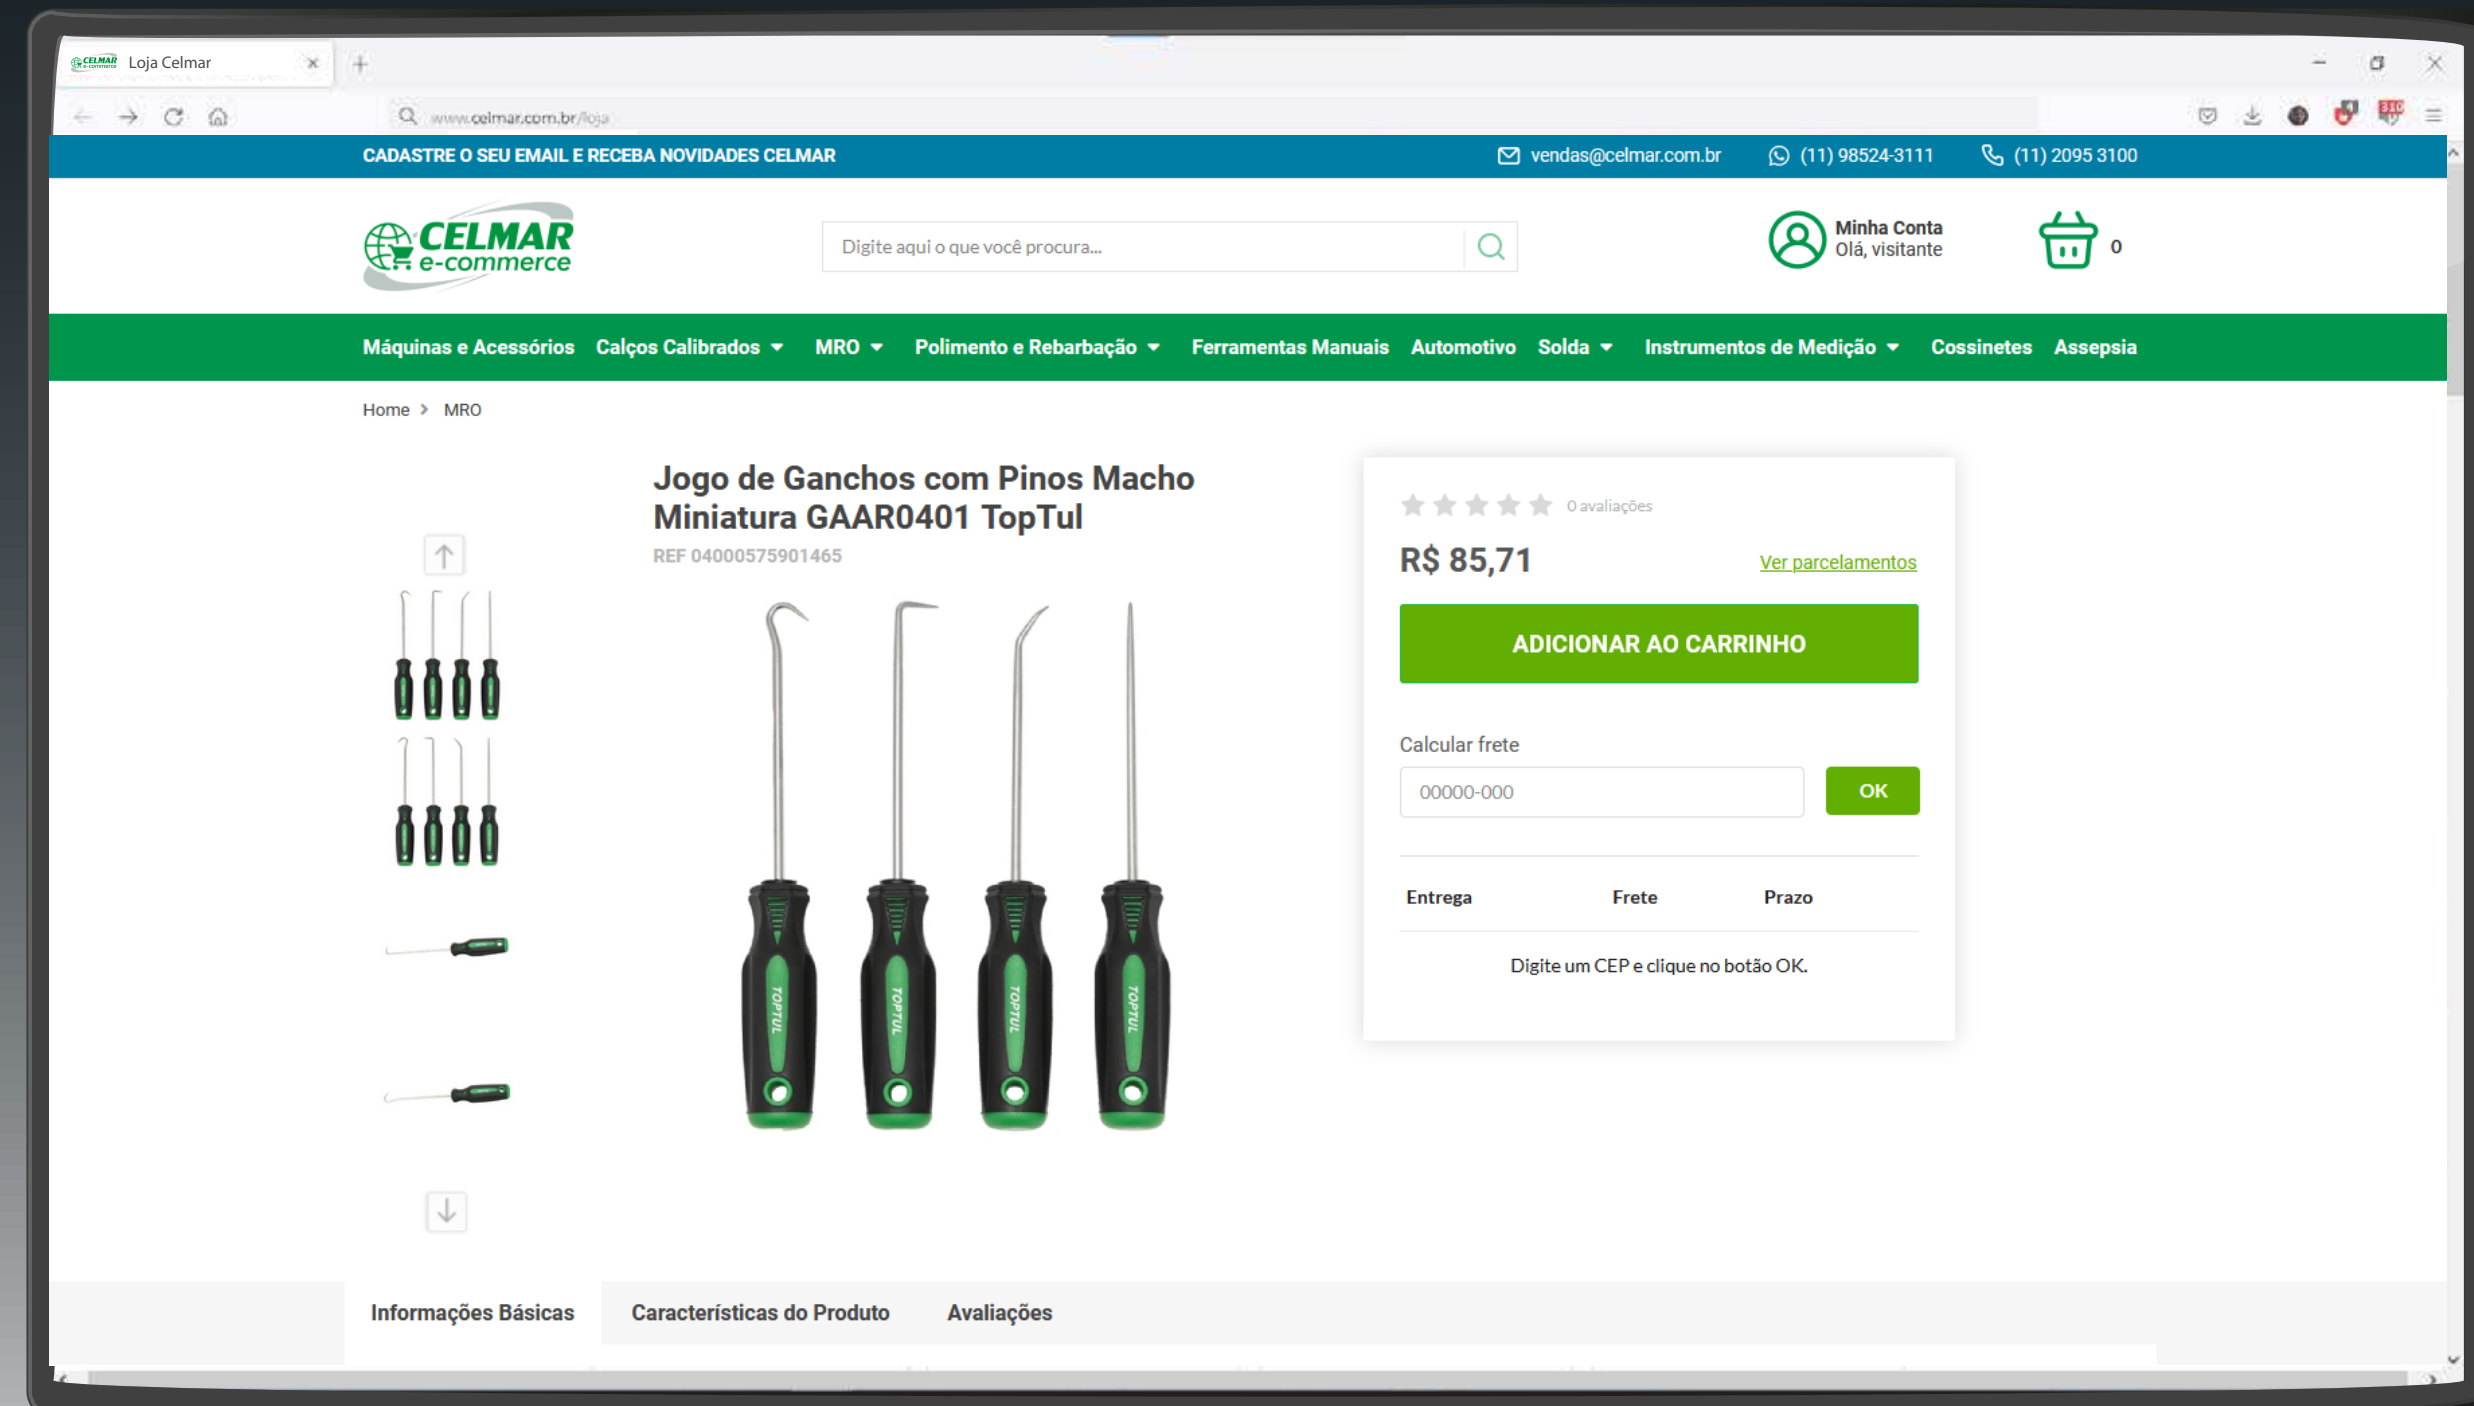 CELMAR
e-commerce
Loja Celmar
www.celmar.com.br/loja
310
CADASTRE O SEU EMAIL E RECEBA NOVIDADES CELMAR
vendas@celmar.com.br
(11) 98524-3111
(11) 2095 3100
CELMAR
e-commerce
Digite aqui o que você procura...
Minha Conta
Olá, visitante
0
Máquinas e Acessórios Calços Calibrados MRO Polimento e Rebarbação Ferramentas Manuais Automotivo Solda Instrumentos de Medição Cossinetes Assepsia
Home > MRO
Jogo de Ganchos com Pinos Macho
Miniatura GAAR0401 TopTul
REF 04000575901465
TOPTUL
TOPTUL
TOPTUL
TOPTUL
0 avaliações
R$ 85,71
Ver parcelamentos
ADICIONAR AO CARRINHO
Calcular frete
00000-000
OK
Entrega Frete Prazo
Digite um CEP e clique no botão OK.
Informações Básicas Características do Produto Avaliações